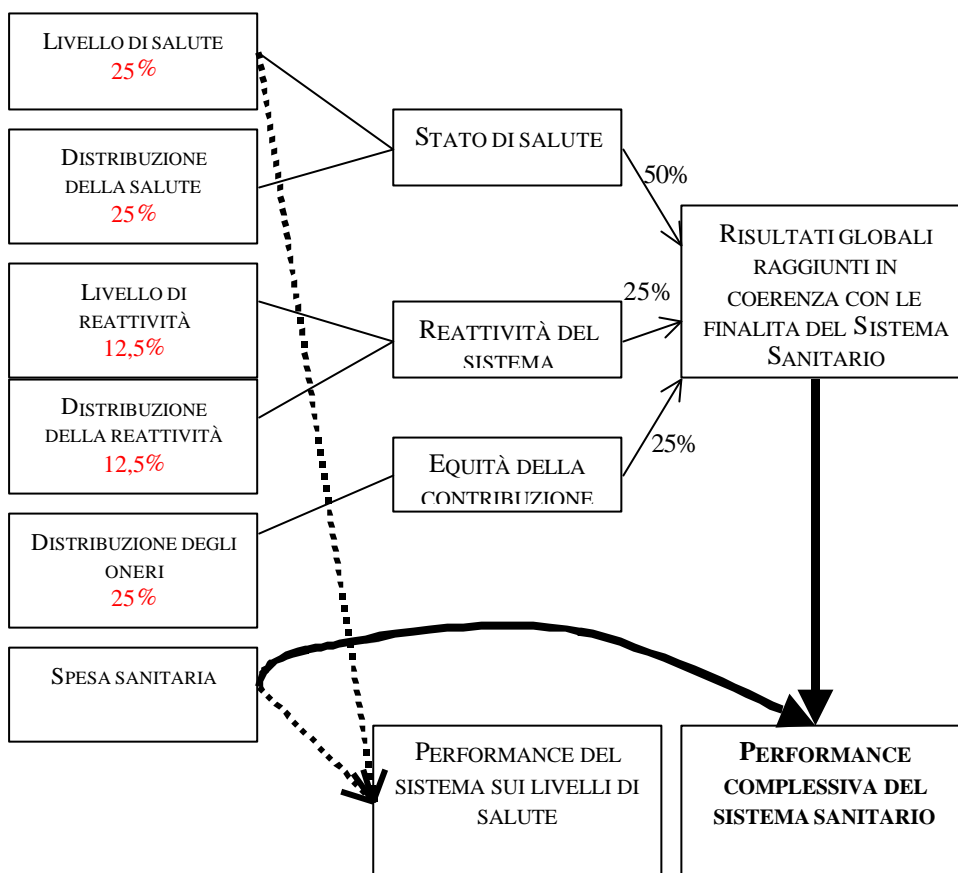 LIVELLO DI SALUTE
25%
DISTRIBUZIONE
DELLA SALUTE
25%
LIVELLO DI
REATTIVITÀ
12,5%
DISTRIBUZIONE
DELLA REATTIVITÀ
12,5%
DISTRIBUZIONE DEGLI
ONERI
25%
SPESA SANITARIA
STATO DI SALUTE
REATTIVITÀ DEL
SISTEMA
EQUITÀ DELLA
CONTRIBUZIONE
50%
25%
25%
RISULTATI GLOBALI
RAGGIUNTI IN
COERENZA CON LE
FINALITA DEL SISTEMA
SANITARIO
PERFORMANCE DEL
SISTEMA SUI LIVELLI DI
SALUTE
PERFORMANCE
COMPLESSIVA DEL
SISTEMA SANITARIO